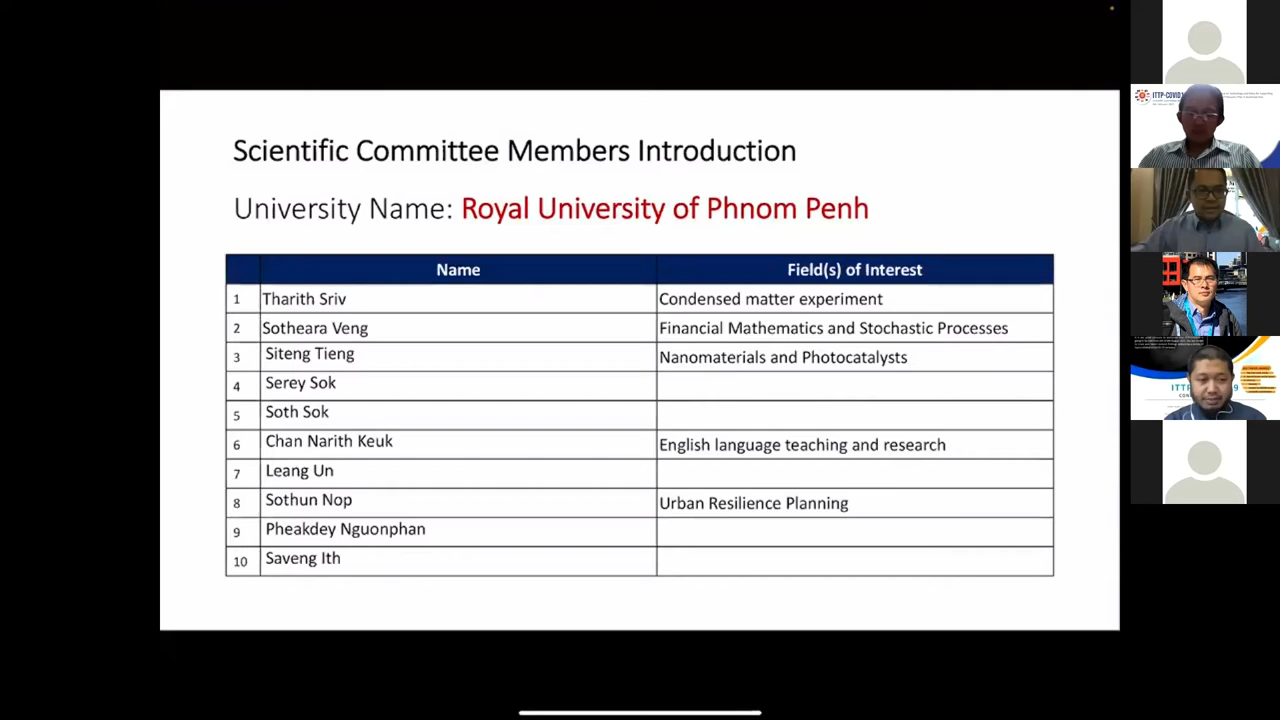 Scientific Committee Members Introduction
University Name: Royal University of Phnom Penh
Name Field(s) of Interest
1 Tharith Sriv Condensed matter experiment
2 Sotheara Veng Financial Mathematics and Stochastic Processes
3 Siteng Tieng Nanomaterials and Photocatalysts
4 Serey Sok
5 Soth Sok
6 Chan Narith Keuk English language teaching and research
7 Leang Un
8 Sothun Nop Urban Resilience Planning
9 Pheakdey Nguonphan
10 Saveng Ith